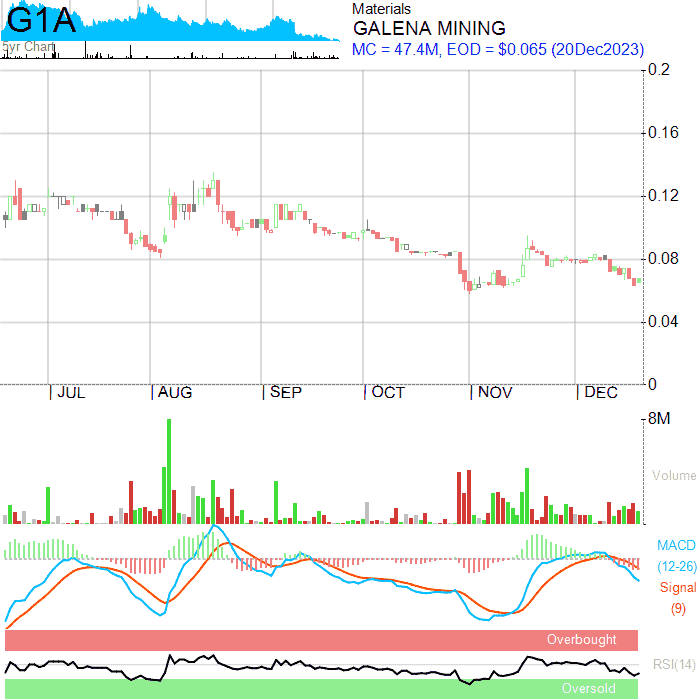 G1A
5yr Chart
Materials
GALENA MINING
MC = 47.4M, EOD = $0.065 (20Dec2023)
0.2
0.16
0.12
0.08
0.04
0
JUL AUG SEP OCT NOV DEC
8M
Volume
MACD
(12-26)
Signal
(9)
Overbought
RSI(14)
Oversold